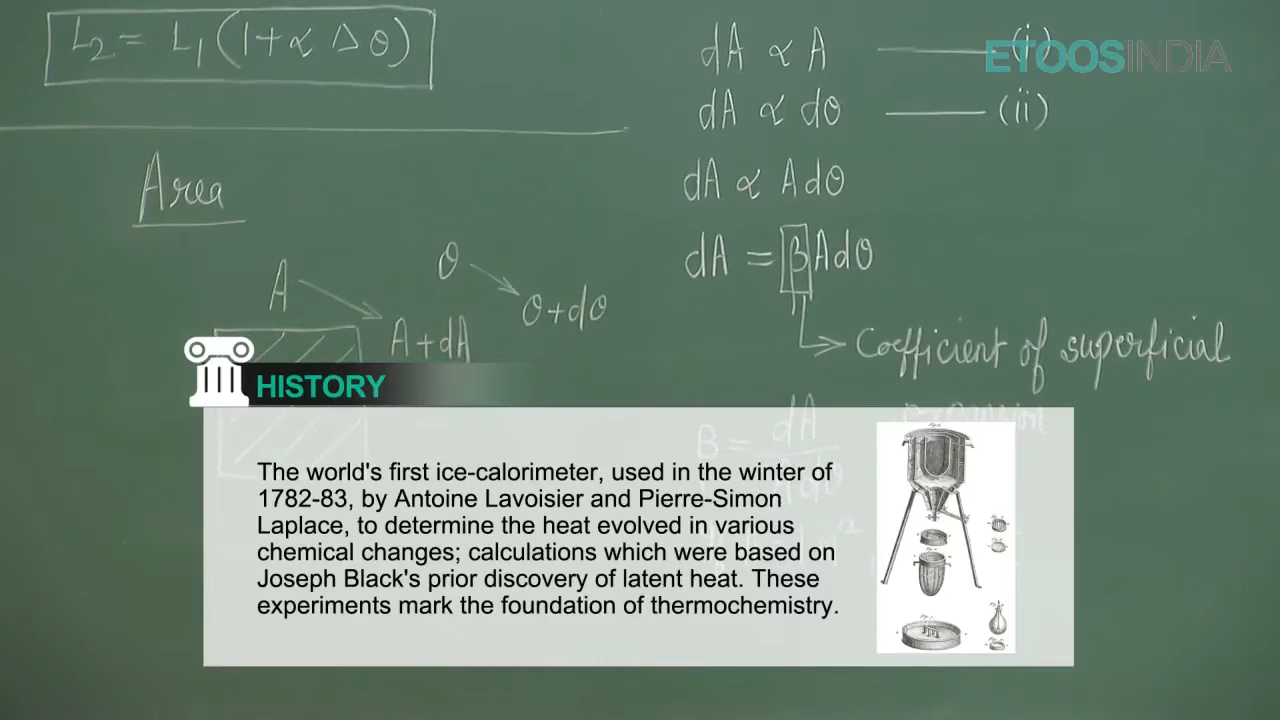 L₂ = L₁ (1 + α Δθ)
Area
A
A + dA
θ
θ + dθ
dA ∝ A ——— (i)
dA ∝ dθ ——— (ii)
dA ∝ A dθ
dA = β A dθ
Coefficient of superficial
β = dA
ETOOSINDIA
HISTORY
The world's first ice-calorimeter, used in the winter of
1782-83, by Antoine Lavoisier and Pierre-Simon
Laplace, to determine the heat evolved in various
chemical changes; calculations which were based on
Joseph Black's prior discovery of latent heat. These
experiments mark the foundation of thermochemistry.